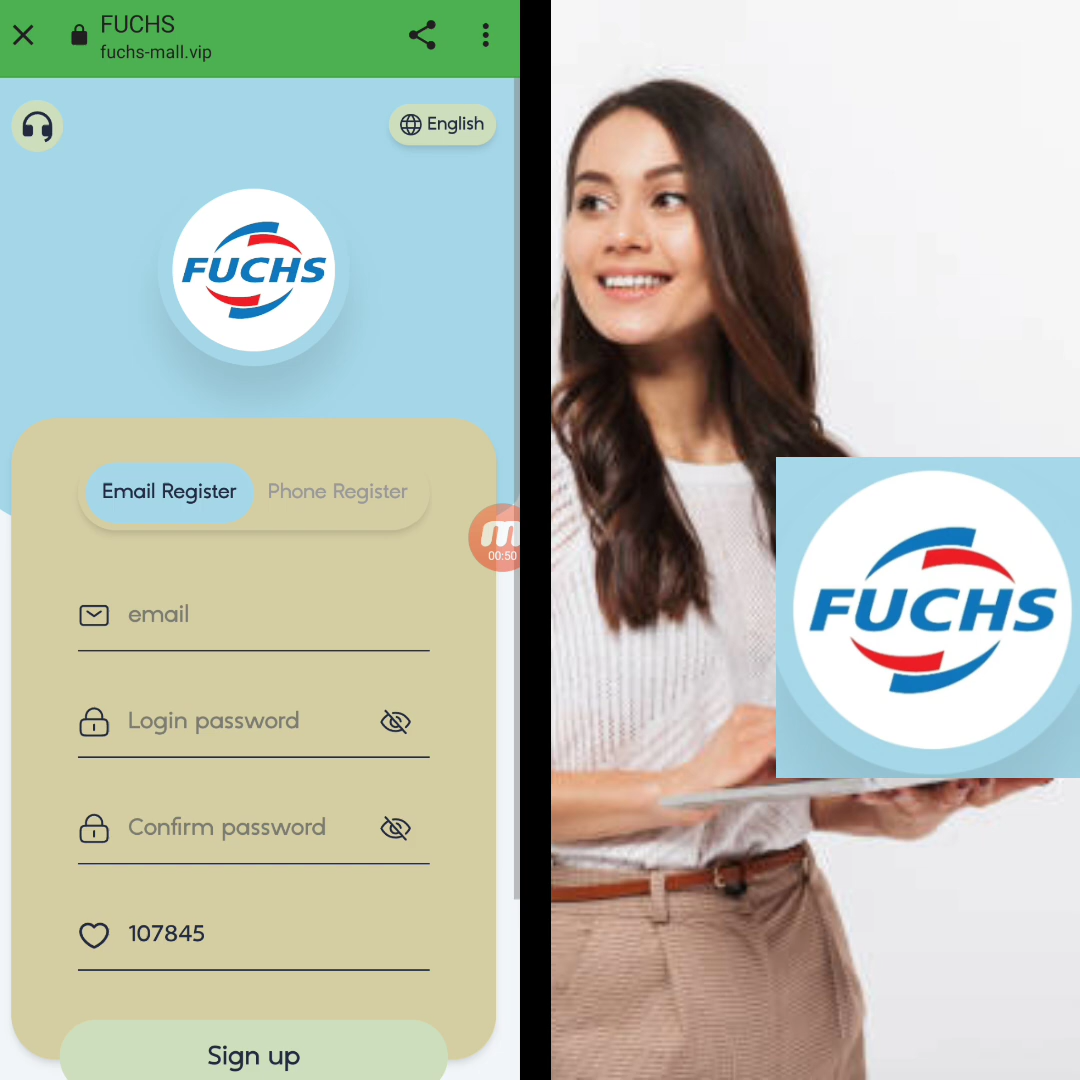 FUCHS
fuchs-mall.vip
English
FUCHS
Email Register Phone Register
00:50
email
Login password
Confirm password
107845
Sign up
FUCHS